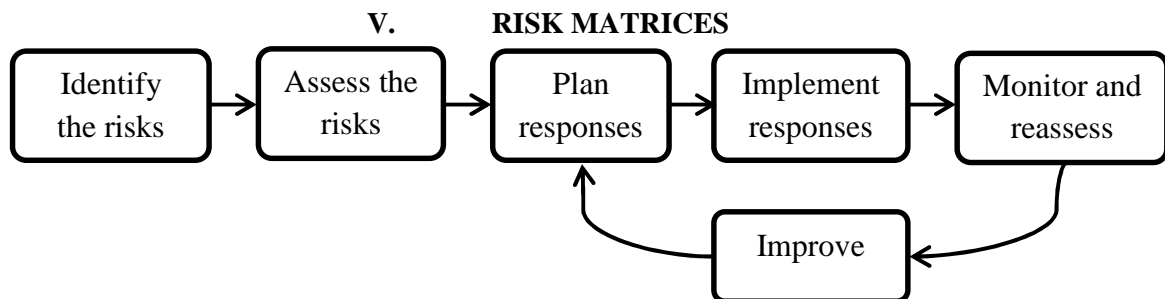 V. RISK MATRICES
Identify
the risks
Assess the
risks
Plan
responses
Implement
responses
Monitor and
reassess
Improve